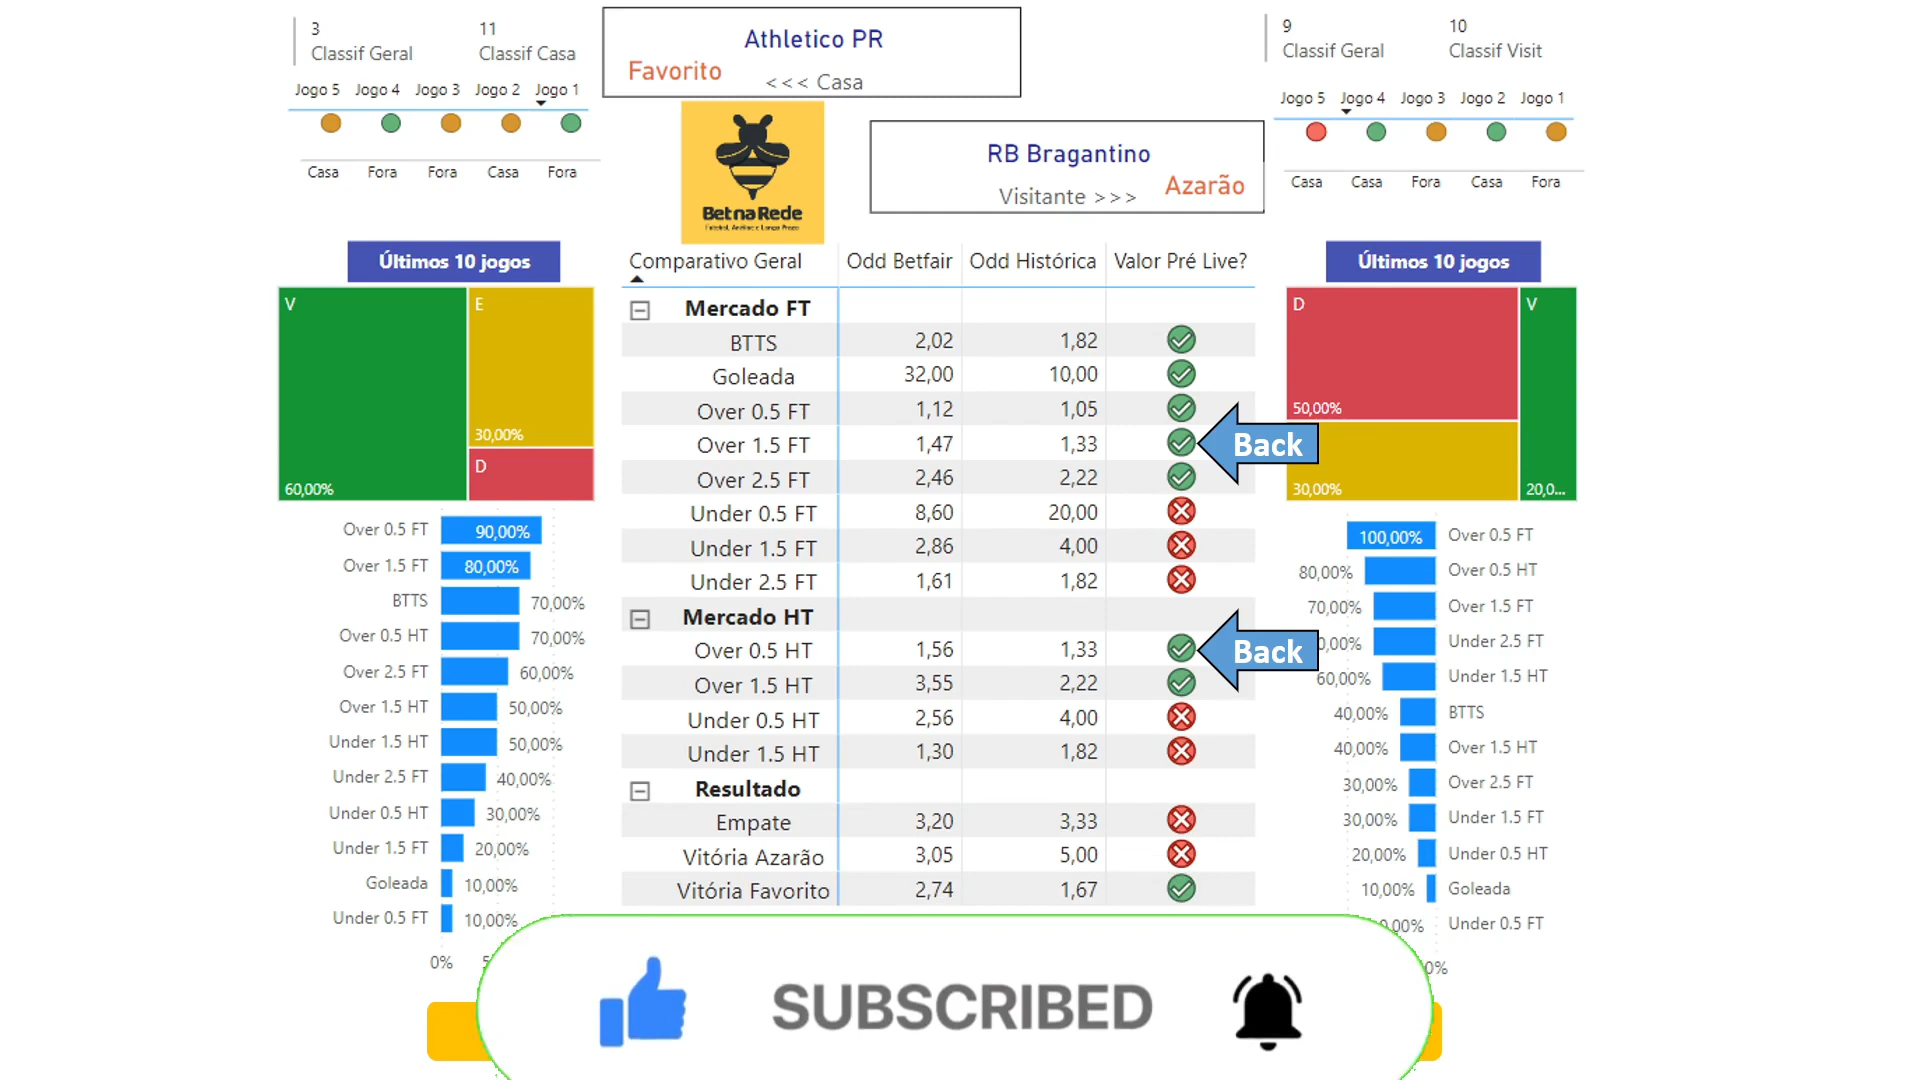 3
Classif Geral
11
Classif Casa
Jogo 5 Jogo 4 Jogo 3 Jogo 2 Jogo 1
Casa Fora Fora Casa Fora
Athletico PR
Favorito
<<< Casa
Bet na Rede
Futebol, Análise e Longo Prazo
RB Bragantino
Visitante >>>
Azarão
9
Classif Geral
10
Classif Visit
Jogo 5 Jogo 4 Jogo 3 Jogo 2 Jogo 1
Casa Casa Fora Casa Fora
Últimos 10 jogos
V
60,00%
E
30,00%
D
Over 0.5 FT 90,00%
Over 1.5 FT 80,00%
BTTS 70,00%
Over 0.5 HT 70,00%
Over 2.5 FT 60,00%
Over 1.5 HT 50,00%
Under 1.5 HT 50,00%
Under 2.5 FT 40,00%
Under 0.5 HT 30,00%
Under 1.5 FT 20,00%
Goleada 10,00%
Under 0.5 FT 10,00%
0% 5
Comparativo Geral Odd Betfair Odd Histórica Valor Pré Live?
Mercado FT
BTTS 2,02 1,82
Goleada 32,00 10,00
Over 0.5 FT 1,12 1,05
Over 1.5 FT 1,47 1,33
Back
Over 2.5 FT 2,46 2,22
Under 0.5 FT 8,60 20,00
Under 1.5 FT 2,86 4,00
Under 2.5 FT 1,61 1,82
Mercado HT
Over 0.5 HT 1,56 1,33
Back
Over 1.5 HT 3,55 2,22
Under 0.5 HT 2,56 4,00
Under 1.5 HT 1,30 1,82
Resultado
Empate 3,20 3,33
Vitória Azarão 3,05 5,00
Vitória Favorito 2,74 1,67
Últimos 10 jogos
D
50,00%
30,00%
V
20,0...
100,00% Over 0.5 FT
80,00% Over 0.5 HT
70,00% Over 1.5 FT
0,00% Under 2.5 FT
60,00% Under 1.5 HT
40,00% BTTS
40,00% Over 1.5 HT
30,00% Over 2.5 FT
30,00% Under 1.5 FT
20,00% Under 0.5 HT
10,00% Goleada
0,00% Under 0.5 FT
0%
SUBSCRIBED